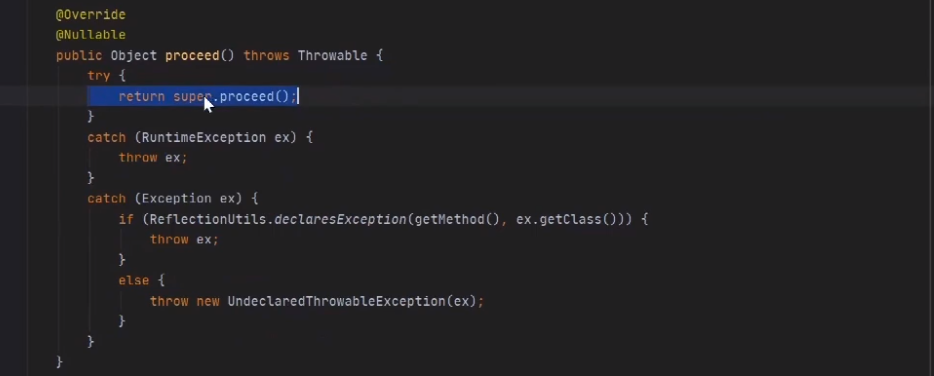 @Override
@Nullable
public Object proceed() throws Throwable {
try {
return super.proceed();
}
catch (RuntimeException ex) {
throw ex;
}
catch (Exception ex) {
if (ReflectionUtils.declaresException(getMethod(), ex.getClass())) {
throw ex;
}
else {
throw new UndeclaredThrowableException(ex);
}
}
}